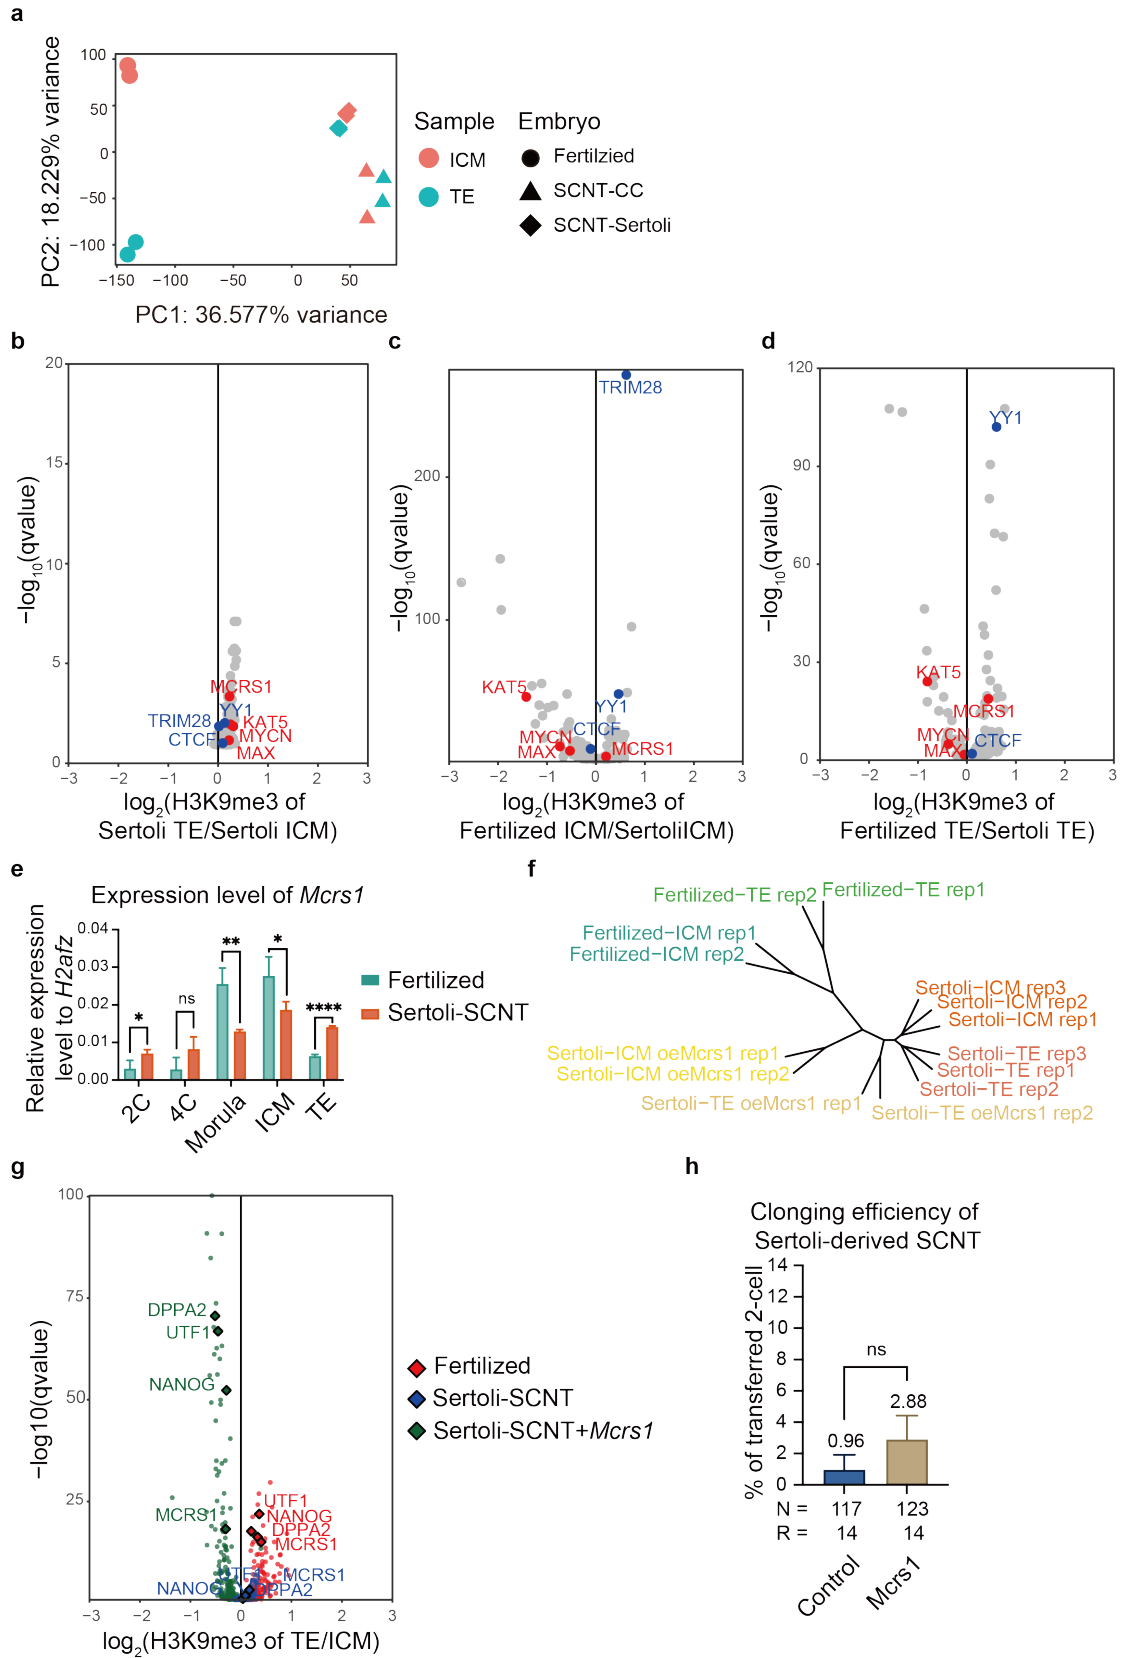 a
100
50
0
−50
−100
−150
−100
−50
0
50
PC2: 18.229% variance
PC1: 36.577% variance
Sample
ICM
TE
Embryo
Fertilzied
SCNT-CC
SCNT-Sertoli
b
20
15
10
5
0
−3
−2
−1
0
1
2
3
−log10(qvalue)
MCRS1
YY1
TRIM28
KAT5
CTCF
MYCN
MAX
log2(H3K9me3 of
Sertoli TE/Sertoli ICM)
c
200
100
−3
−2
−1
0
1
2
3
−log10(qvalue)
TRIM28
KAT5
YY1
CTCF
MYCN
MAX
MCRS1
log2(H3K9me3 of
Fertilized ICM/SertoliICM)
d
120
90
60
30
0
−3
−2
−1
0
1
2
3
−log10(qvalue)
YY1
KAT5
MCRS1
MYCN
MAX
CTCF
log2(H3K9me3 of
Fertilized TE/Sertoli TE)
e
Expression level of Mcrs1
Relative expression
level to H2afz
0.04
0.03
0.02
0.01
0.00
*
ns
**
*
****
2C
4C
Morula
ICM
TE
Fertilized
Sertoli-SCNT
f
Fertilized−TE rep2
Fertilized−TE rep1
Fertilized−ICM rep1
Fertilized−ICM rep2
Sertoli−ICM rep3
Sertoli−ICM rep2
Sertoli−ICM rep1
Sertoli−ICM oeMcrs1 rep1
Sertoli−ICM oeMcrs1 rep2
Sertoli−TE rep3
Sertoli−TE rep1
Sertoli−TE rep2
Sertoli−TE oeMcrs1 rep1
Sertoli−TE oeMcrs1 rep2
g
100
75
50
25
−3
−2
−1
0
1
2
3
−log10(qvalue)
DPPA2
UTF1
NANOG
MCRS1
UTF1
NANOG
DPPA2
MCRS1
UTF1
MCRS1
NANOG
DPPA2
log2(H3K9me3 of TE/ICM)
Fertilized
Sertoli-SCNT
Sertoli-SCNT+Mcrs1
h
Clonging efficiency of
Sertoli-derived SCNT
% of transferred 2-cell
14
12
10
8
6
4
2
0
ns
0.96
2.88
N = 117 123
R = 14 14
Control
Mcrs1